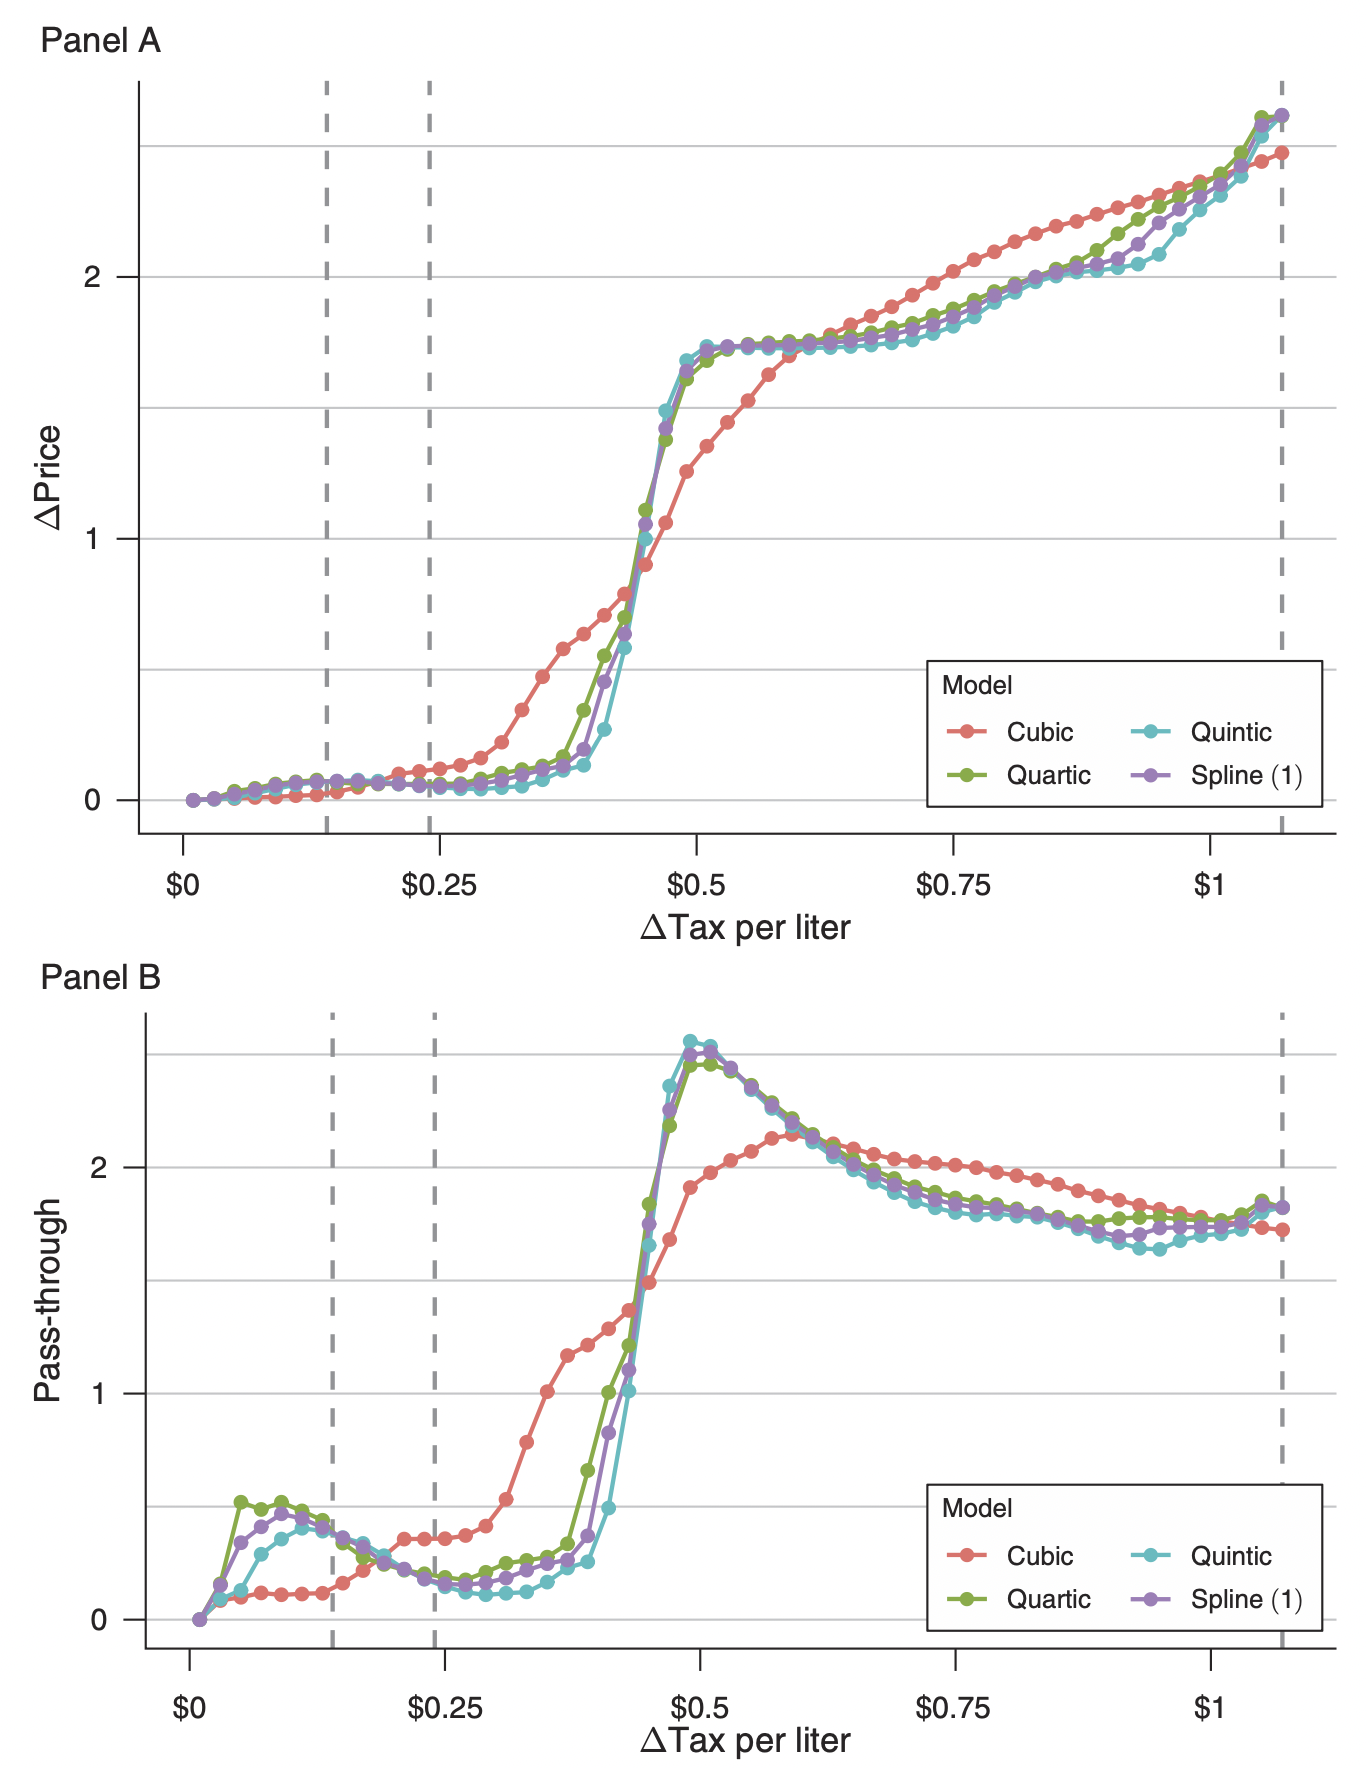 Panel A
2
1
0
ΔPrice
Model
Cubic
Quintic
Quartic
Spline (1)
$0
$0.25
$0.5
$0.75
$1
ΔTax per liter
Panel B
2
1
0
Pass-through
Model
Cubic
Quintic
Quartic
Spline (1)
$0
$0.25
$0.5
$0.75
$1
ΔTax per liter